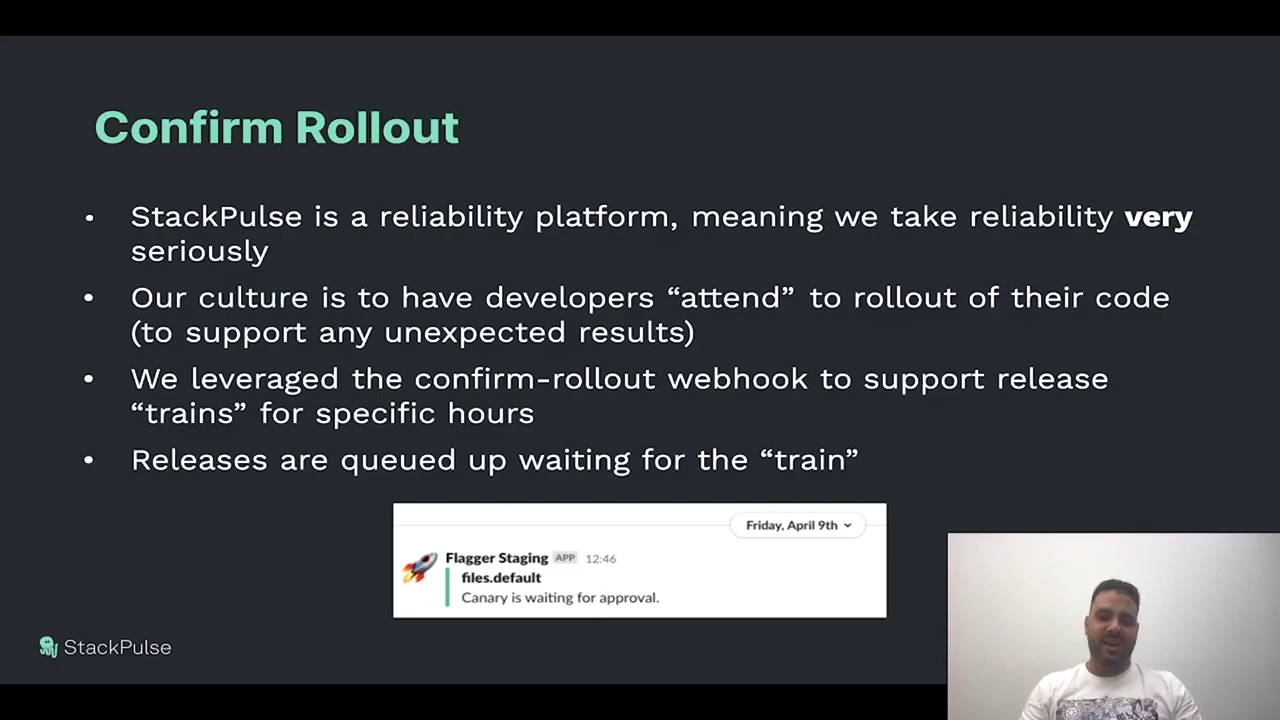 Confirm Rollout
• StackPulse is a reliability platform, meaning we take reliability very
seriously
• Our culture is to have developers “attend” to rollout of their code
(to support any unexpected results)
• We leveraged the confirm-rollout webhook to support release
“trains” for specific hours
• Releases are queued up waiting for the “train”
Friday, April 9th
Flagger Staging APP 12:46
files.default
Canary is waiting for approval.
StackPulse